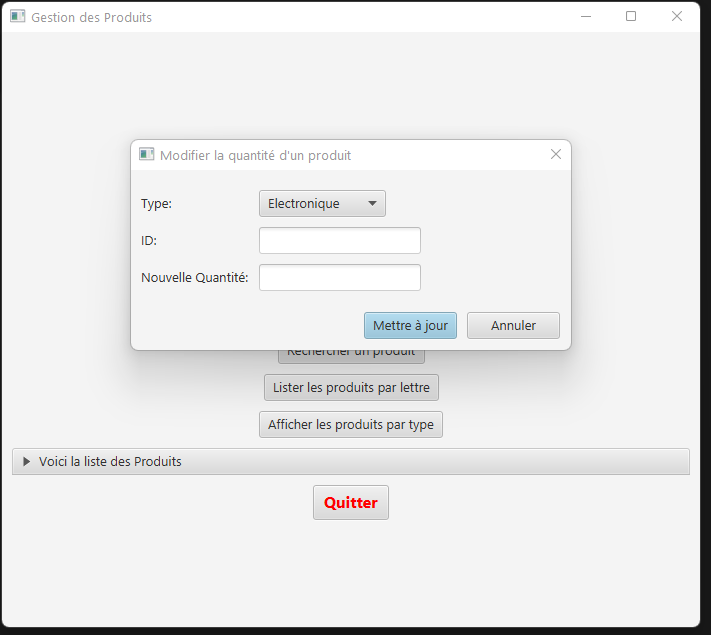 Gestion des Produits
Modifier la quantité d'un produit
Type:
Electronique
ID:
Nouvelle Quantité:
Mettre à jour
Annuler
Rechercher un produit
Lister les produits par lettre
Afficher les produits par type
Voici la liste des Produits
Quitter